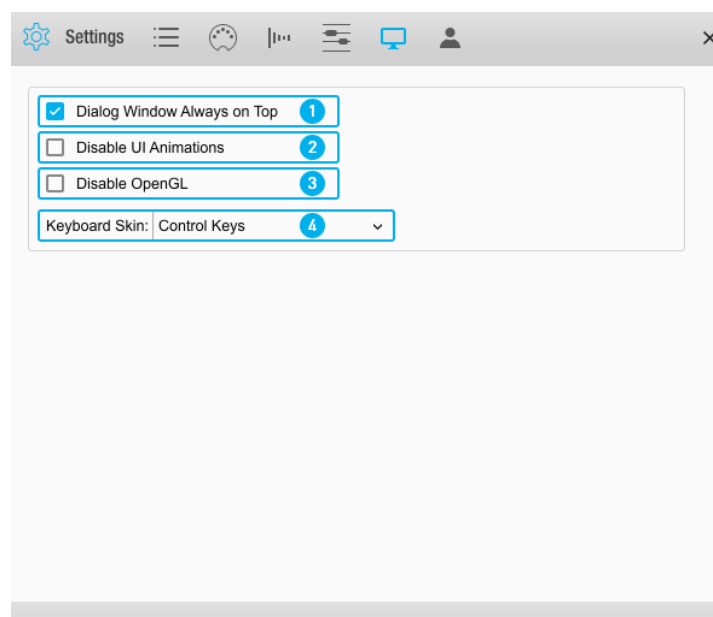 Settings
Dialog Window Always on Top 1
Disable UI Animations 2
Disable OpenGL 3
Keyboard Skin: Control Keys 4